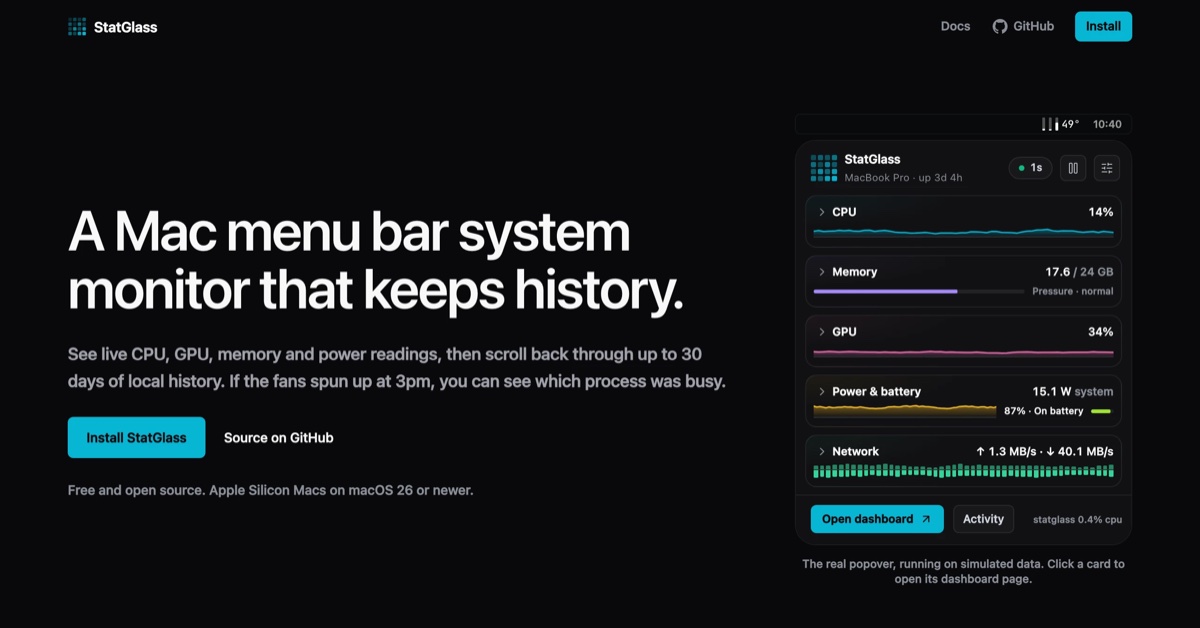 StatGlass
Docs
GitHub
Install
A Mac menu bar system
monitor that keeps history.
See live CPU, GPU, memory and power readings, then scroll back through up to 30
days of local history. If the fans spun up at 3pm, you can see which process was busy.
Install StatGlass
Source on GitHub
Free and open source. Apple Silicon Macs on macOS 26 or newer.
49° 10:40
StatGlass
MacBook Pro · up 3d 4h
1s
CPU 14%
Memory 17.6 / 24 GB
Pressure · normal
GPU 34%
Power & battery 15.1 W system
87% · On battery
Network ↑ 1.3 MB/s · ↓ 40.1 MB/s
Open dashboard ↗
Activity
statglass 0.4% cpu
The real popover, running on simulated data. Click a card to
open its dashboard page.